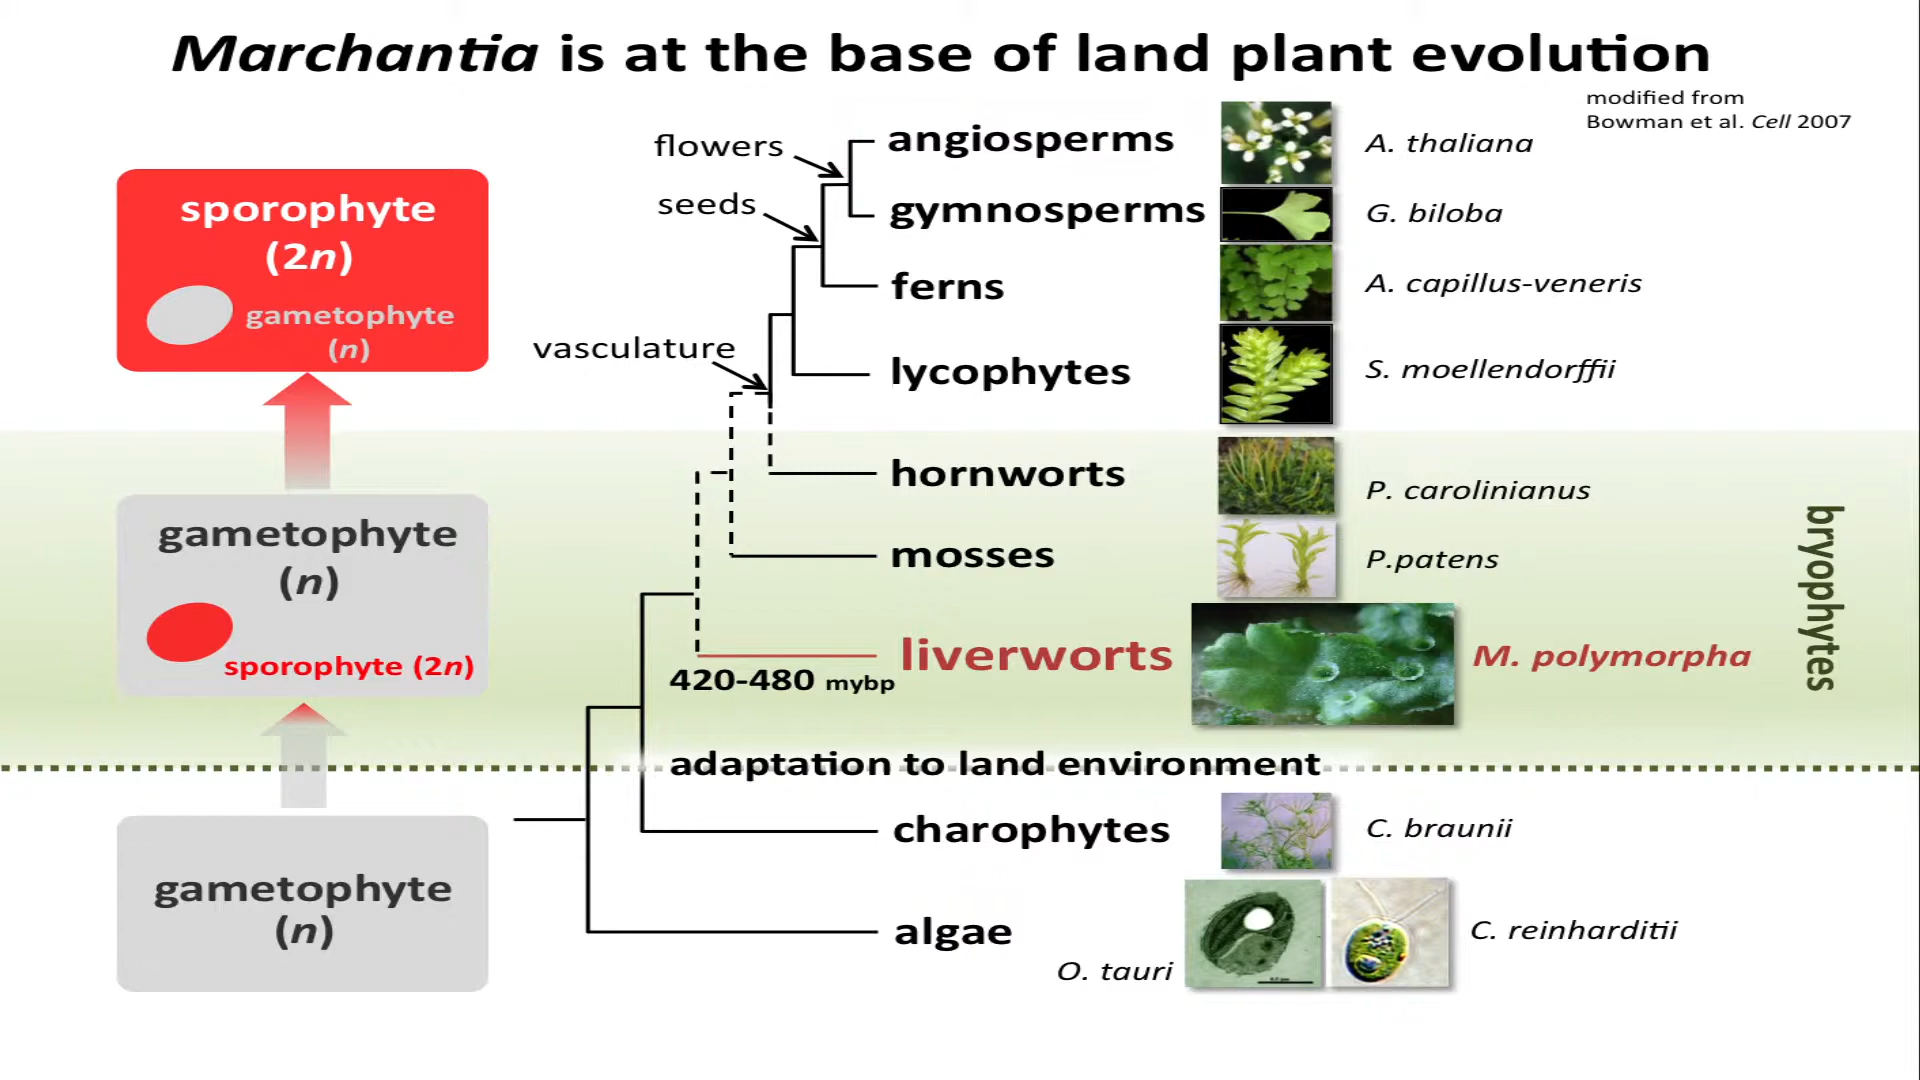 Marchantia is at the base of land plant evolution
modified from
Bowman et al. Cell 2007
flowers
angiosperms
A. thaliana
seeds
gymnosperms
G. biloba
sporophyte
(2n)
gametophyte
(n)
ferns
A. capillus-veneris
vasculature
lycophytes
S. moellendorffii
hornworts
P. carolinianus
gametophyte
(n)
sporophyte (2n)
mosses
P.patens
liverworts
M. polymorpha
420-480 mybp
bryophytes
adaptation to land environment
charophytes
C. braunii
gametophyte
(n)
algae
C. reinharditii
O. tauri